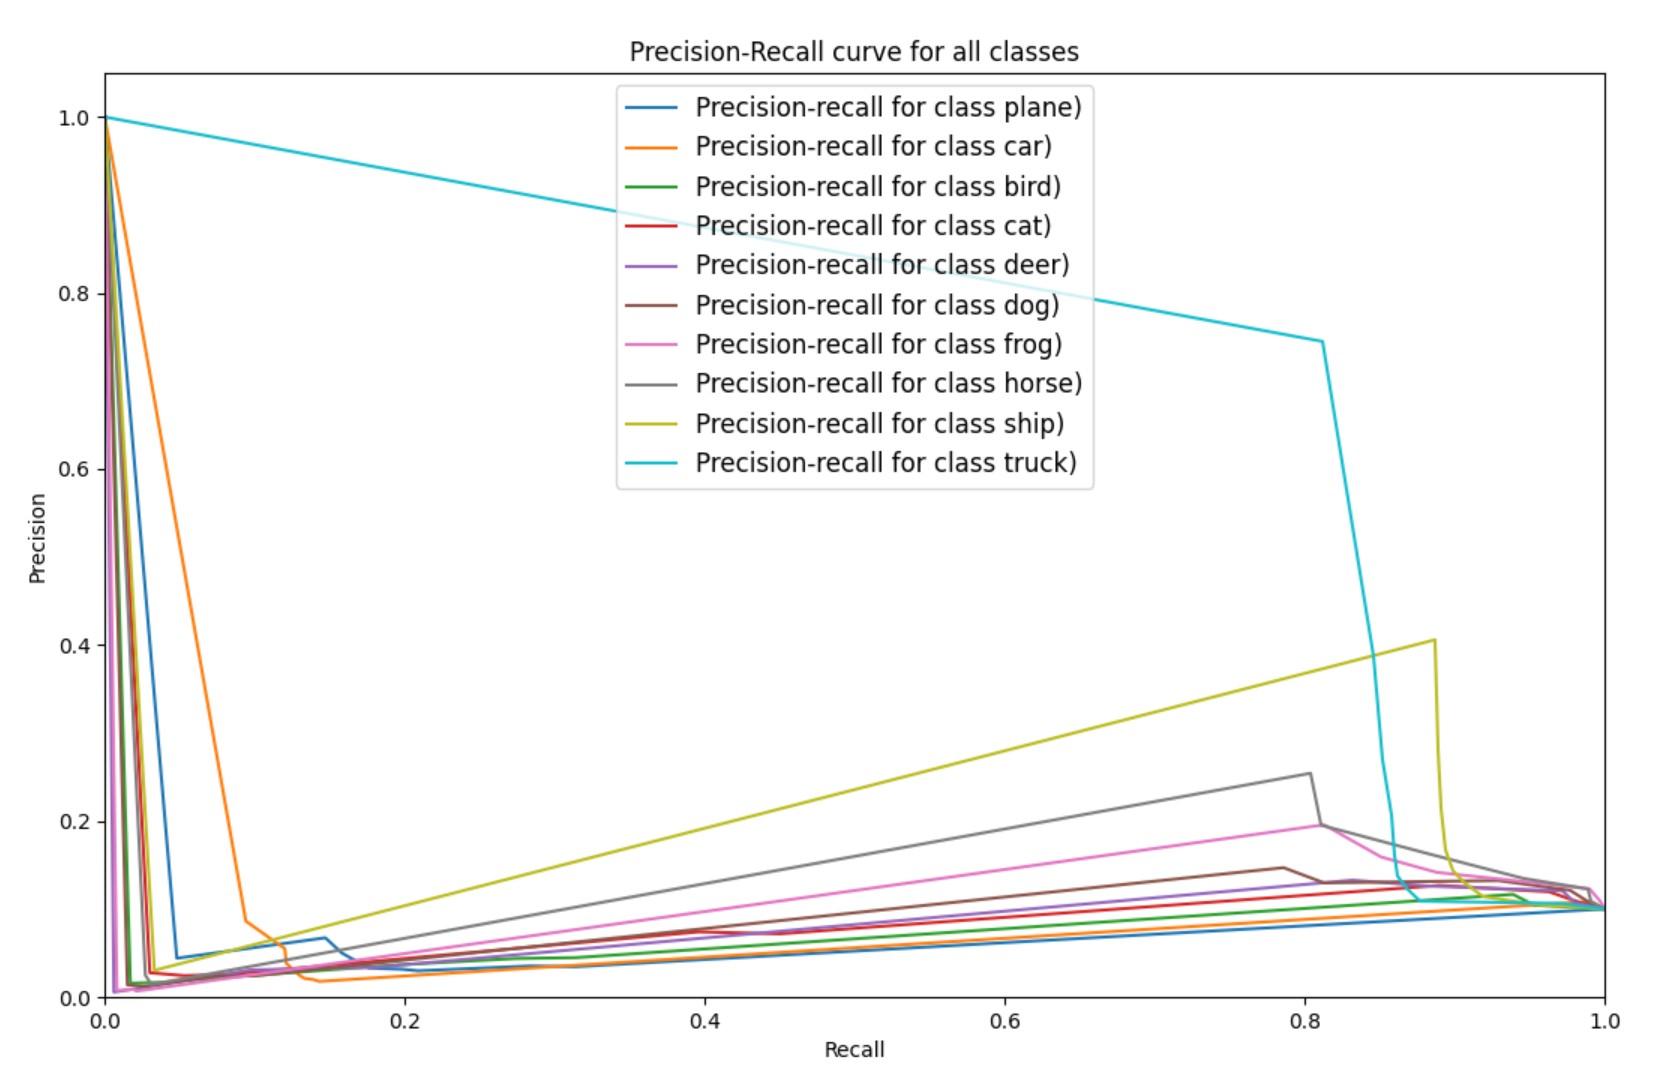 Precision-Recall curve for all classes
Precision-recall for class plane)
Precision-recall for class car)
Precision-recall for class bird)
Precision-recall for class cat)
Precision-recall for class deer)
Precision-recall for class dog)
Precision-recall for class frog)
Precision-recall for class horse)
Precision-recall for class ship)
Precision-recall for class truck)
1.0
0.8
0.6
0.4
0.2
0.0
Precision
0.0 0.2 0.4 0.6 0.8 1.0
Recall